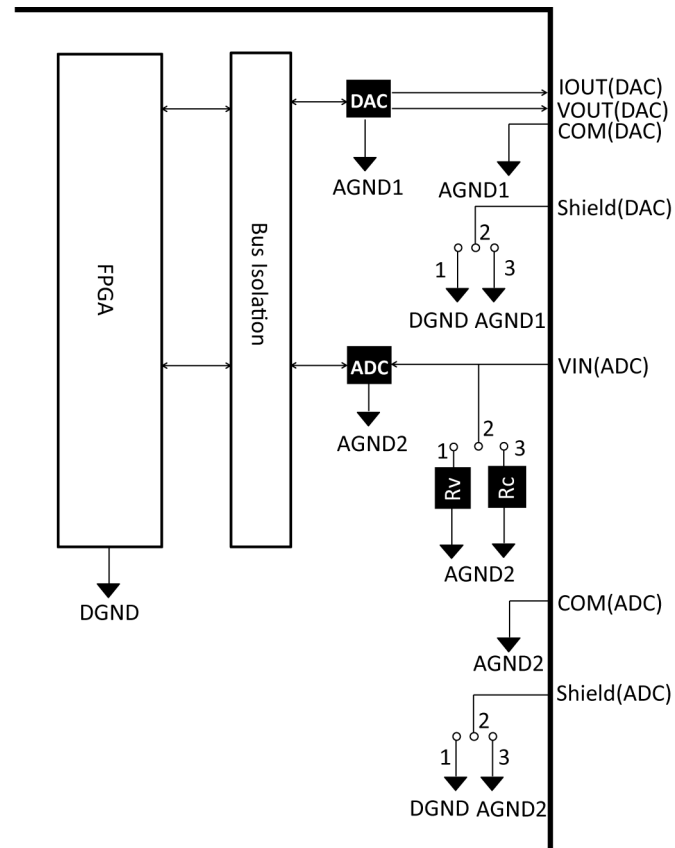 IOUT(DAC)
DAC
VOUT(DAC)
COM(DAC)
AGND1
AGND1
Shield(DAC)
2
1
3
DGND
AGND1
FPGA
Bus Isolation
ADC
VIN(ADC)
AGND2
2
1
3
Rv
Rc
AGND2
DGND
COM(ADC)
AGND2
Shield(ADC)
2
1
3
DGND
AGND2